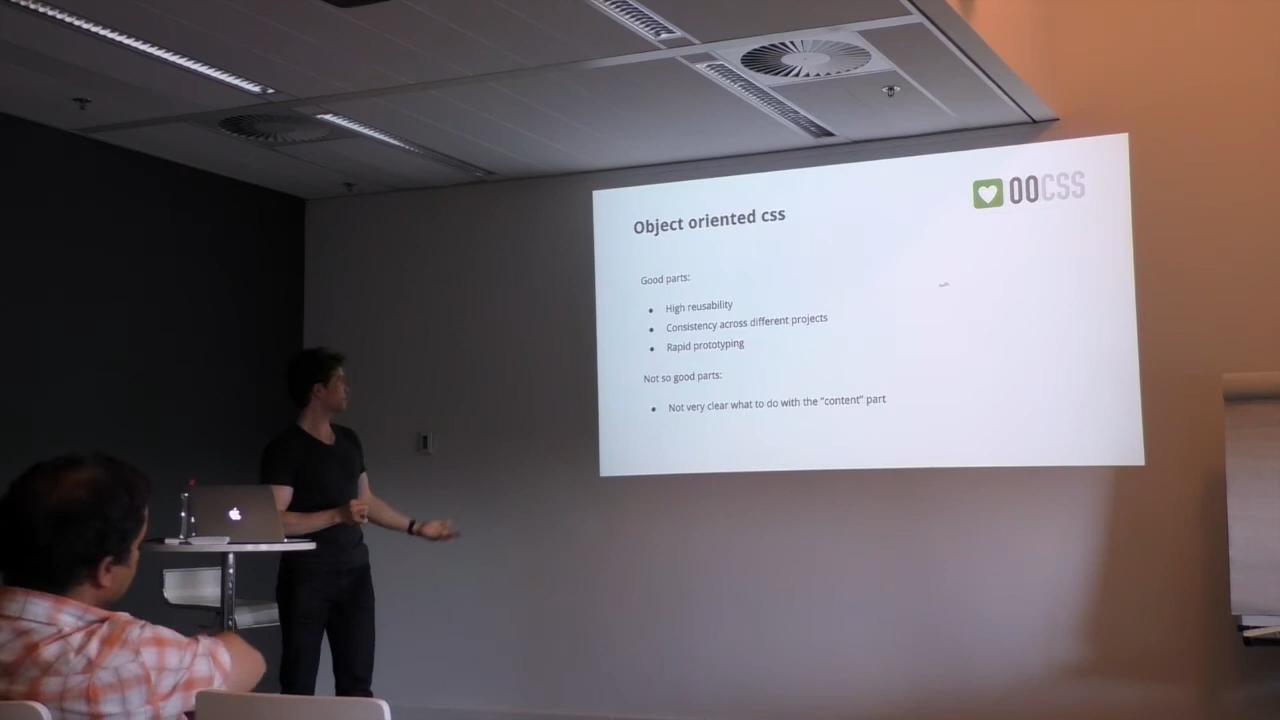 OOCSS
Object oriented css
Good parts:
● High reusability
● Consistency across different projects
● Rapid prototyping
Not so good parts:
● Not very clear what to do with the “content” part